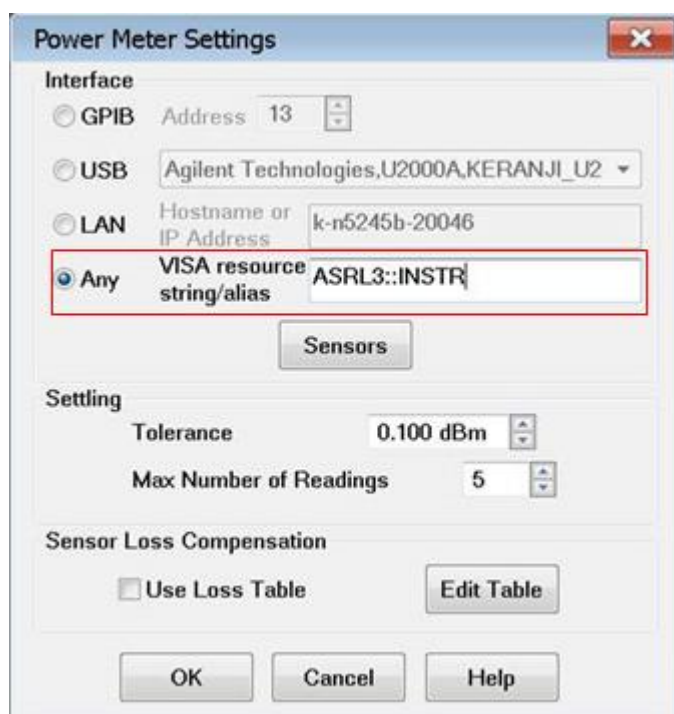 Power Meter Settings
Interface
GPIB Address 13
USB Agilent Technologies,U2000A,KERANJI_U2
LAN Hostname or IP Address k-n5245b-20046
Any VISA resource string/alias ASRL3::INSTR
Sensors
Settling
Tolerance 0.100 dBm
Max Number of Readings 5
Sensor Loss Compensation
Use Loss Table Edit Table
OK Cancel Help